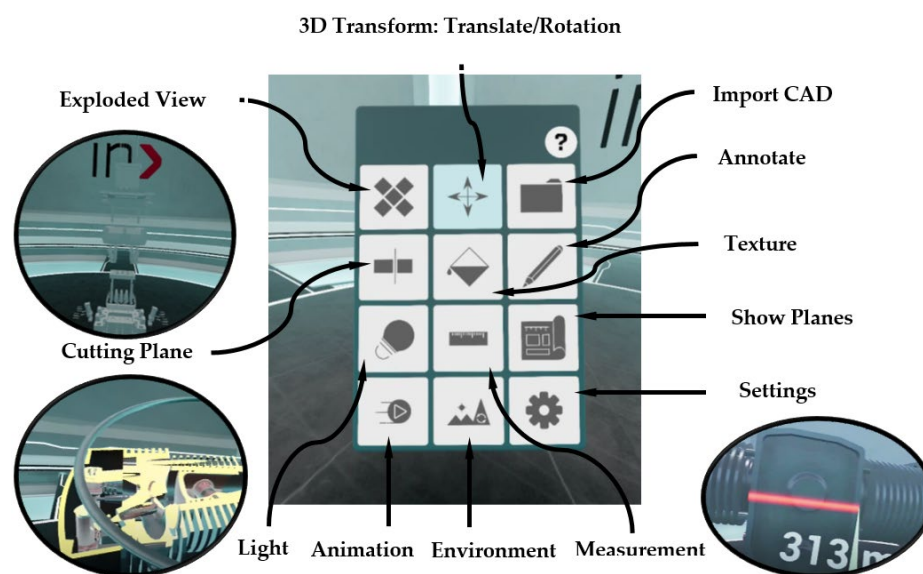 3D Transform: Translate/Rotation
Exploded View
Import CAD
in
?
Annotate
Texture
Show Planes
Cutting Plane
Settings
313 m
Light
Animation
Environment
Measurement